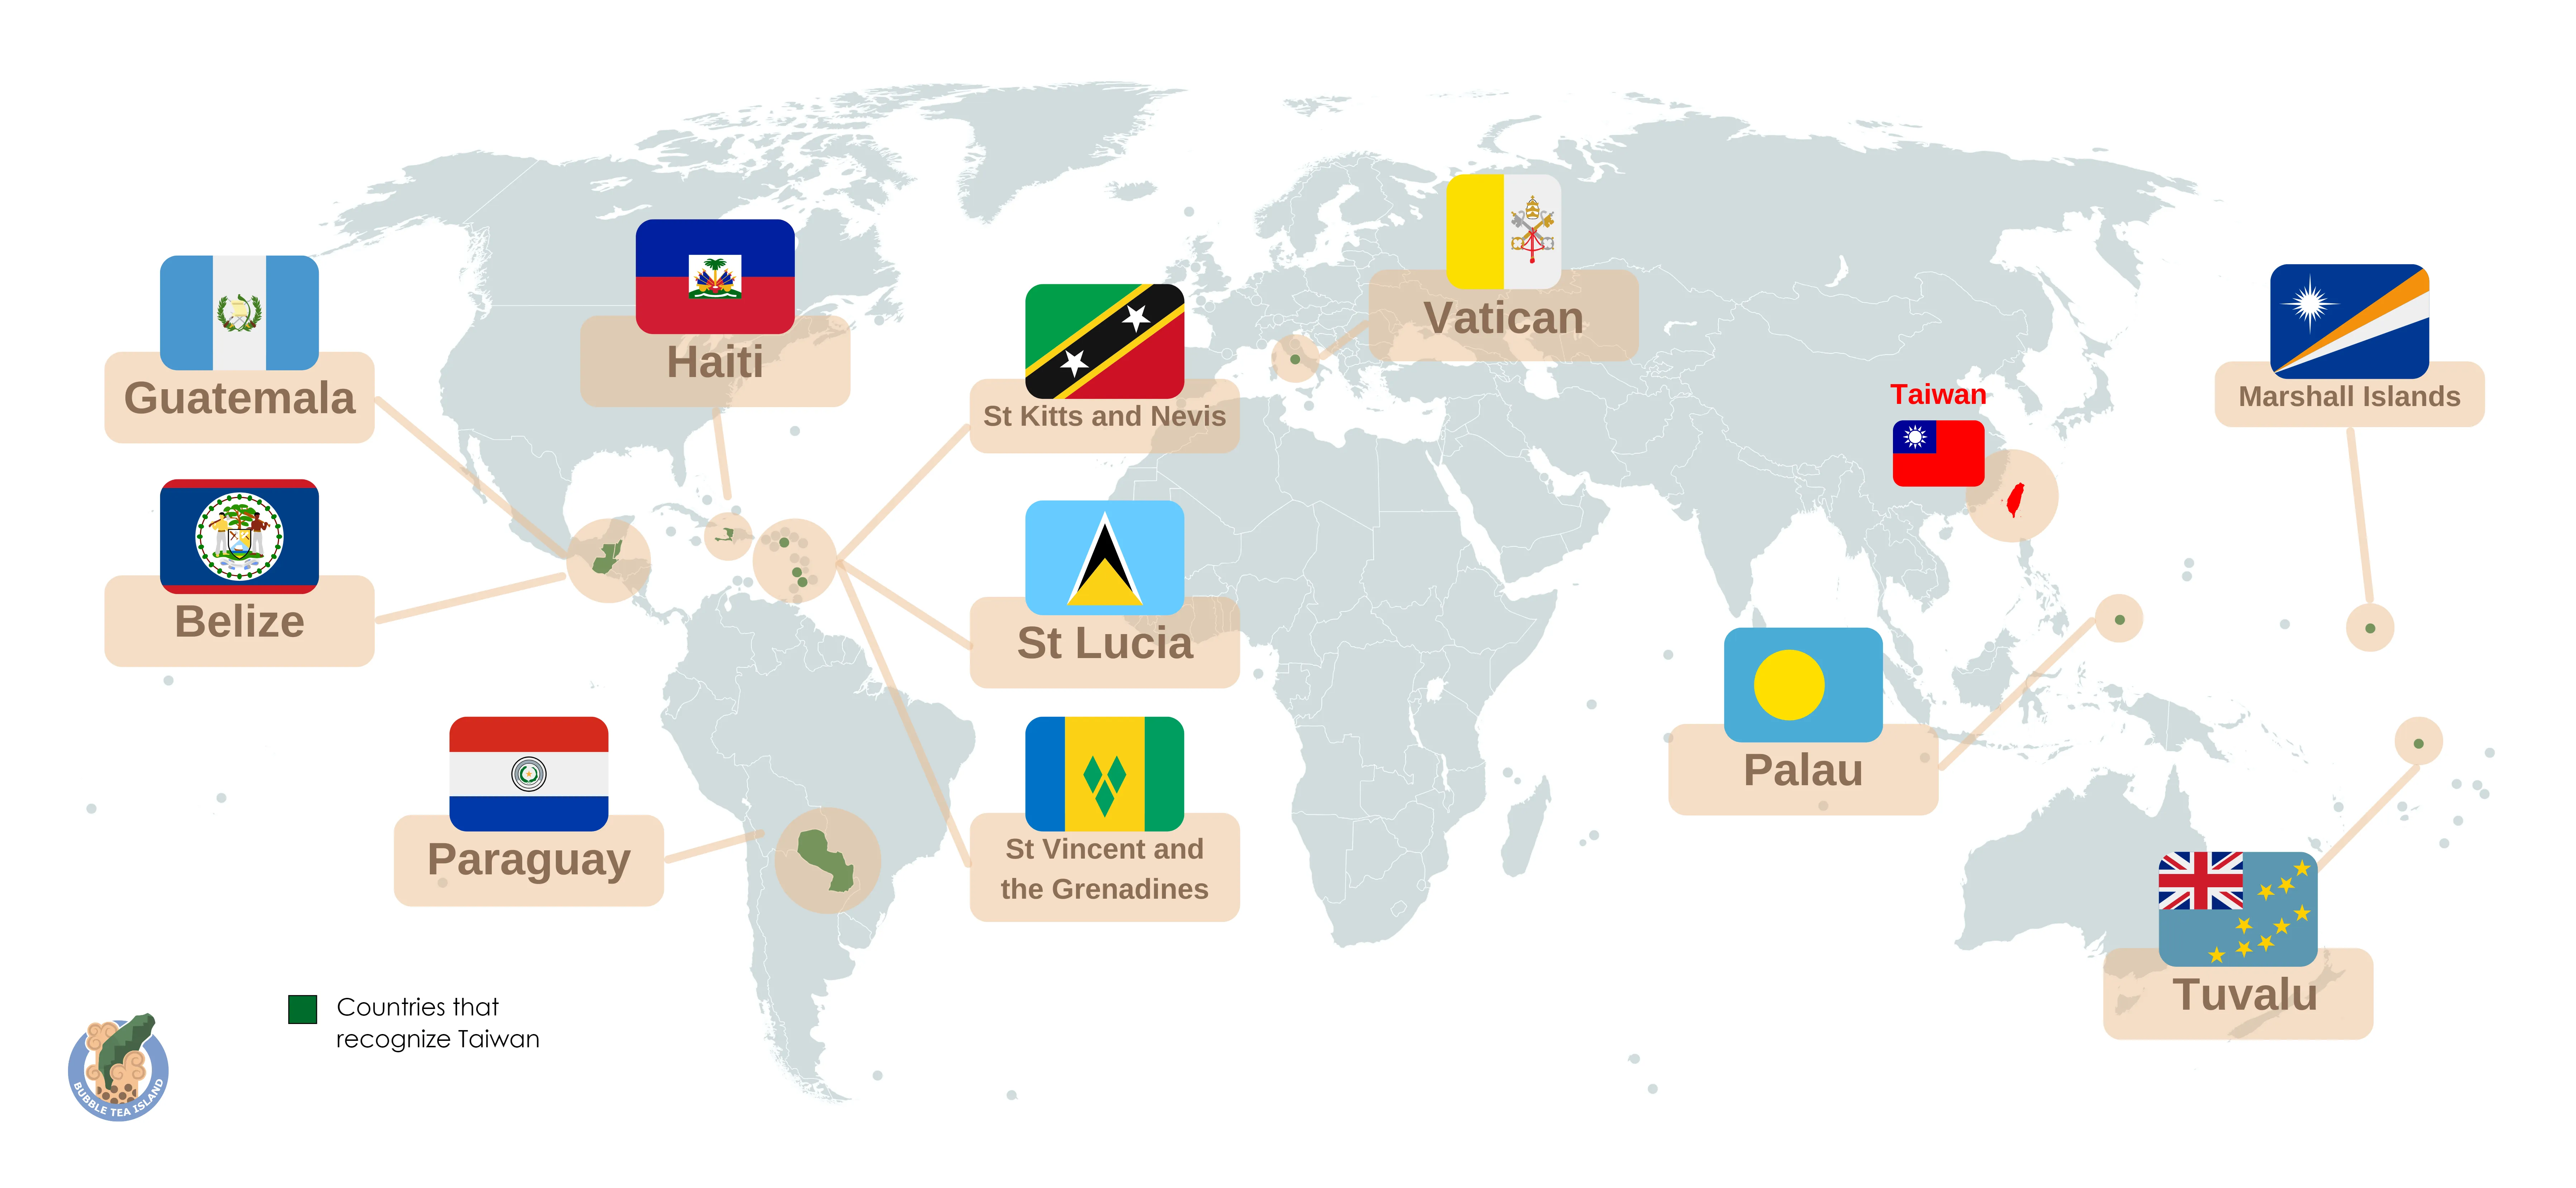 Vatican
Haiti
Guatemala
St Kitts and Nevis
Taiwan
Marshall Islands
Belize
St Lucia
Palau
Paraguay
St Vincent and
the Grenadines
Tuvalu
Countries that
recognize Taiwan
BUBBLE TEA ISLAND